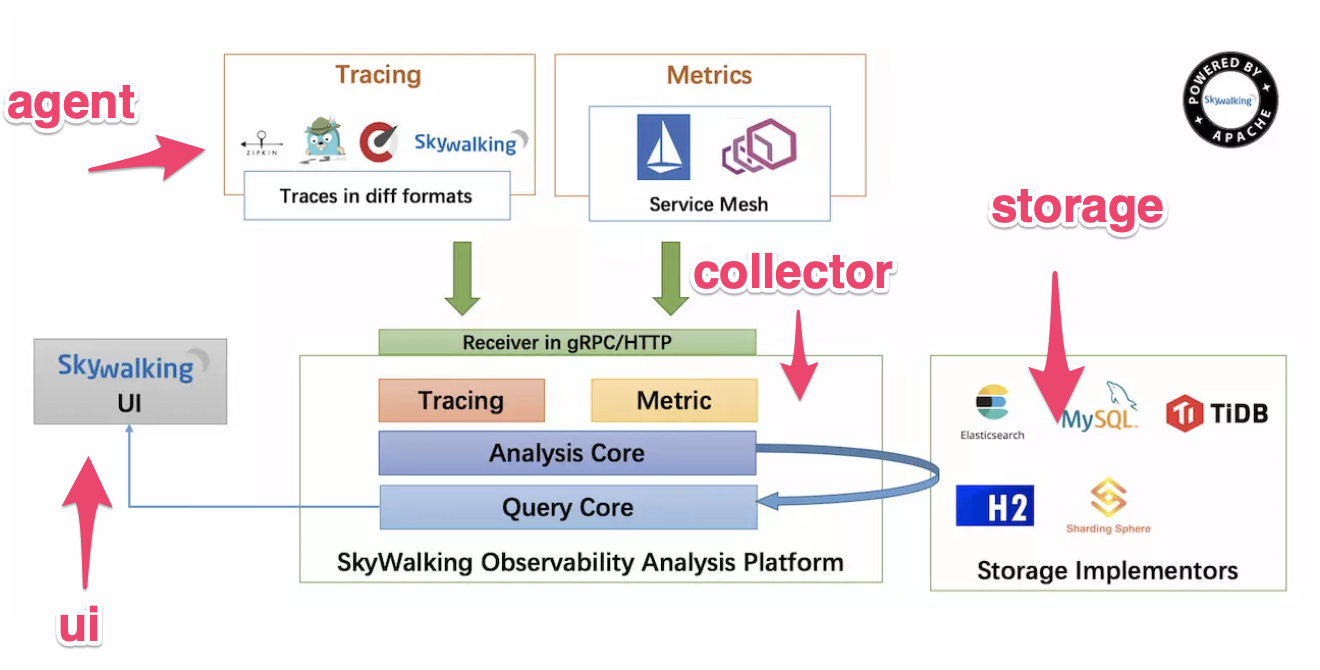 Tracing
Metrics
POWERED BY
Skywalking
APACHE
agent
ZIPKIN
Skywalking
Traces in diff formats
Service Mesh
storage
collector
Receiver in gRPC/HTTP
Skywalking
UI
Tracing
Metric
Analysis Core
Query Core
SkyWalking Observability Analysis Platform
Elasticsearch
MySQL
Ti
TiDB
H2
Sharding Sphere
Storage Implementors
ui